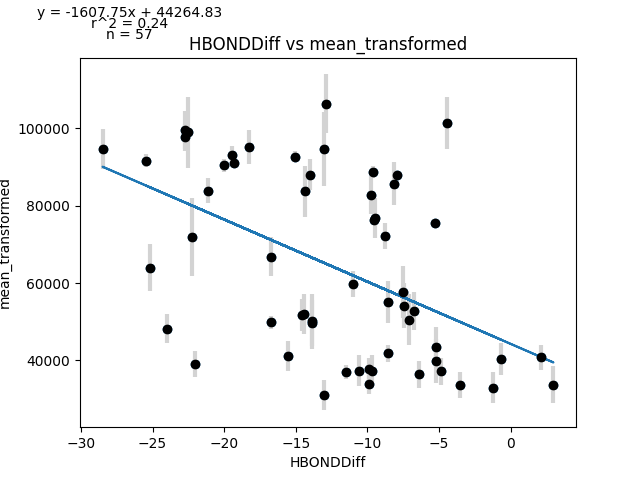 y = -1607.75x + 44264.83
r^2 = 0.24
n = 57
HBONDDiff vs mean_transformed
mean_transformed
100000
80000
60000
40000
−30
−25
−20
−15
−10
−5
0
HBONDDiff